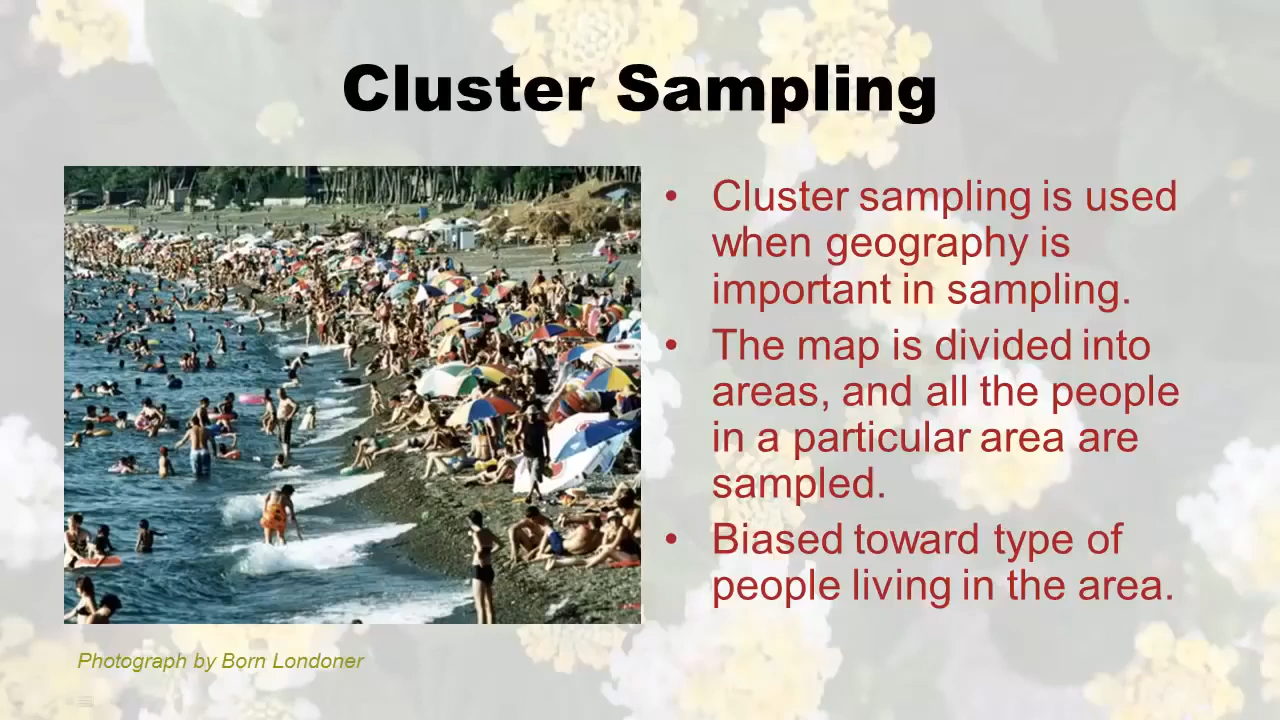 Cluster Sampling
• Cluster sampling is used
when geography is
important in sampling.
• The map is divided into
areas, and all the people
in a particular area are
sampled.
• Biased toward type of
people living in the area.
Photograph by Born Londoner